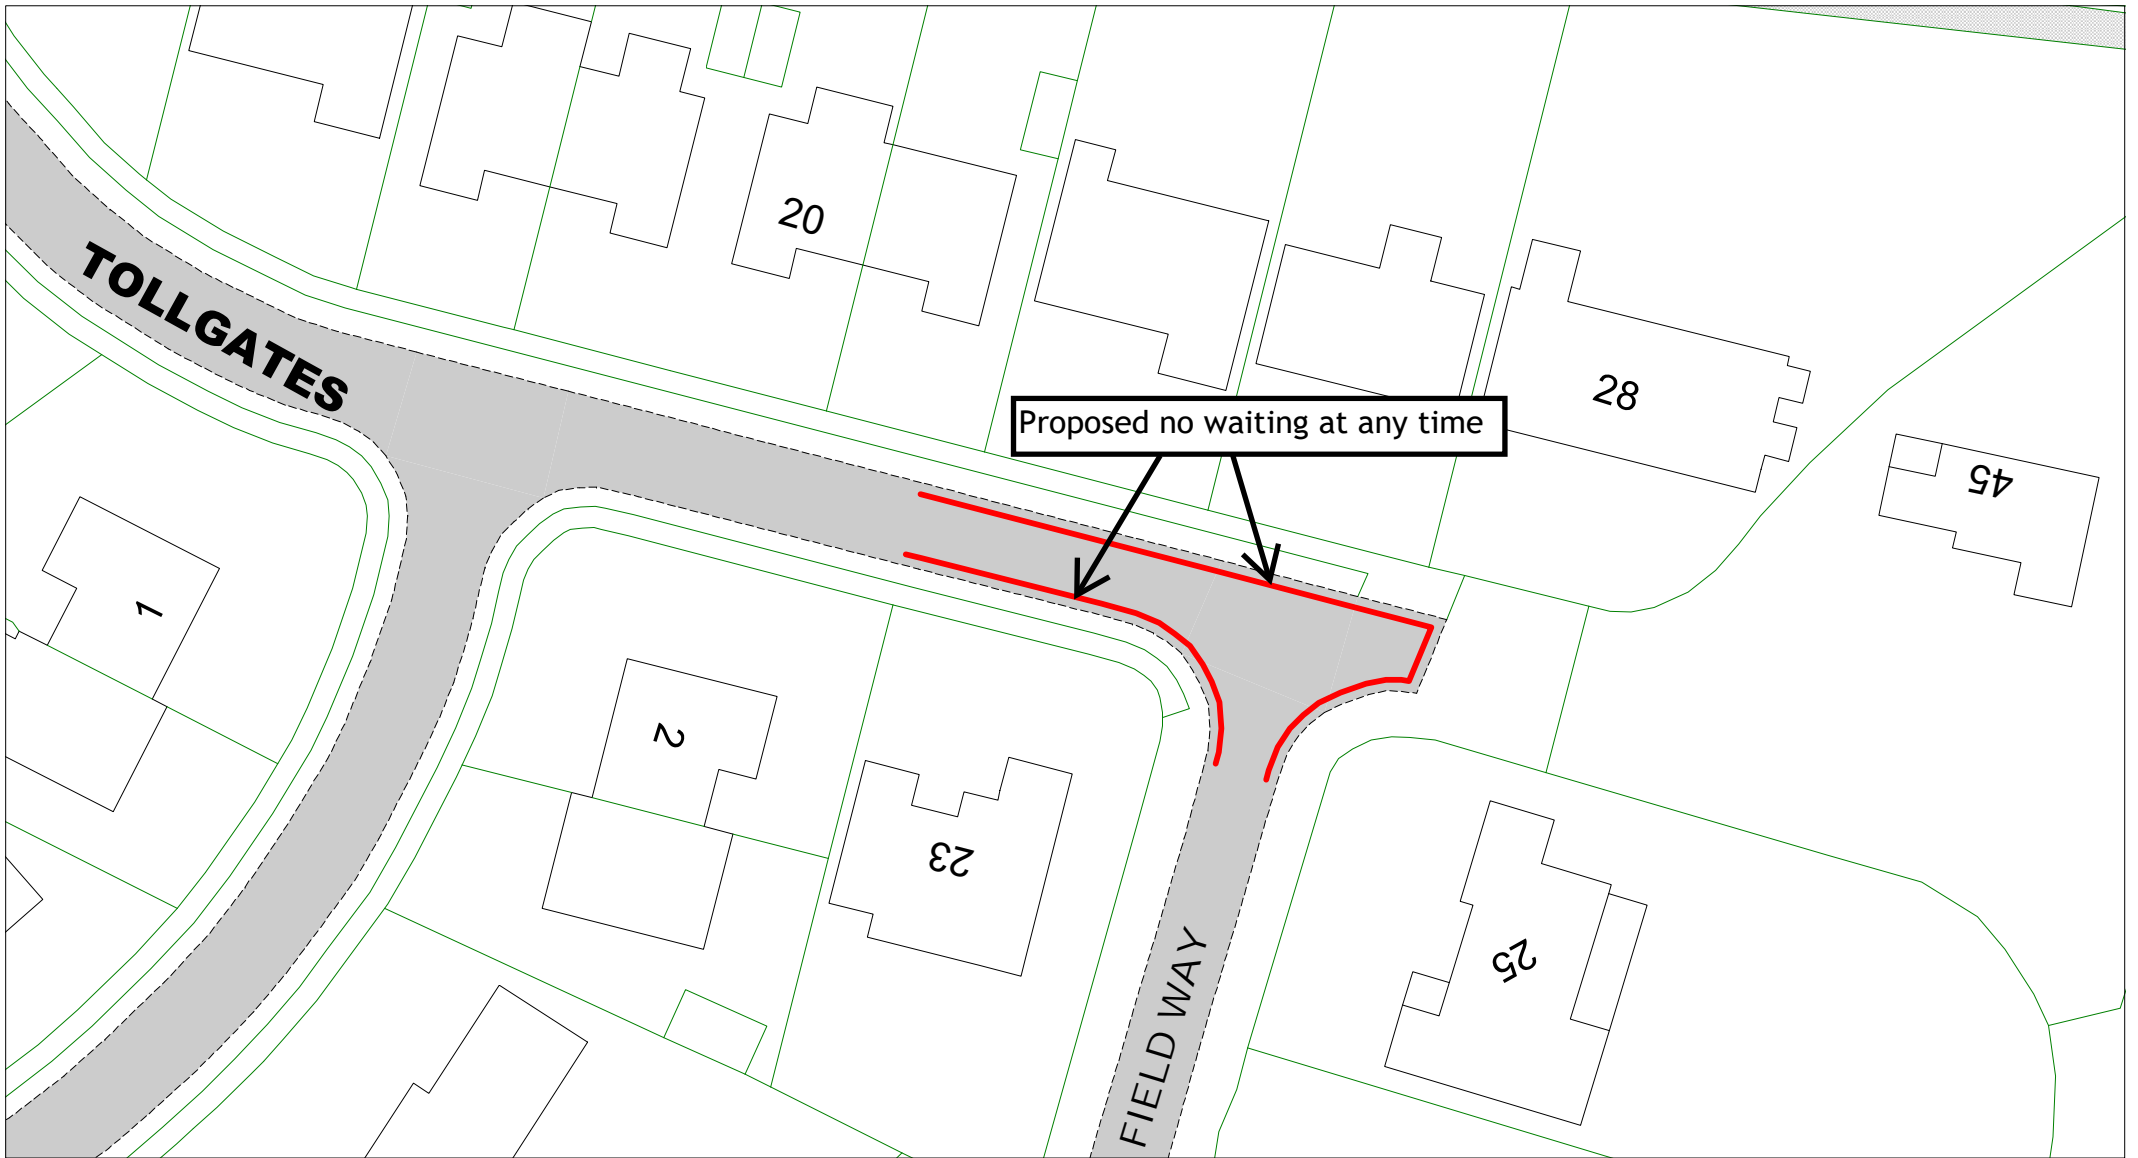 20
TOLLGATES
28
Proposed no waiting at any time
45
1
2
23
25
FIELD WAY